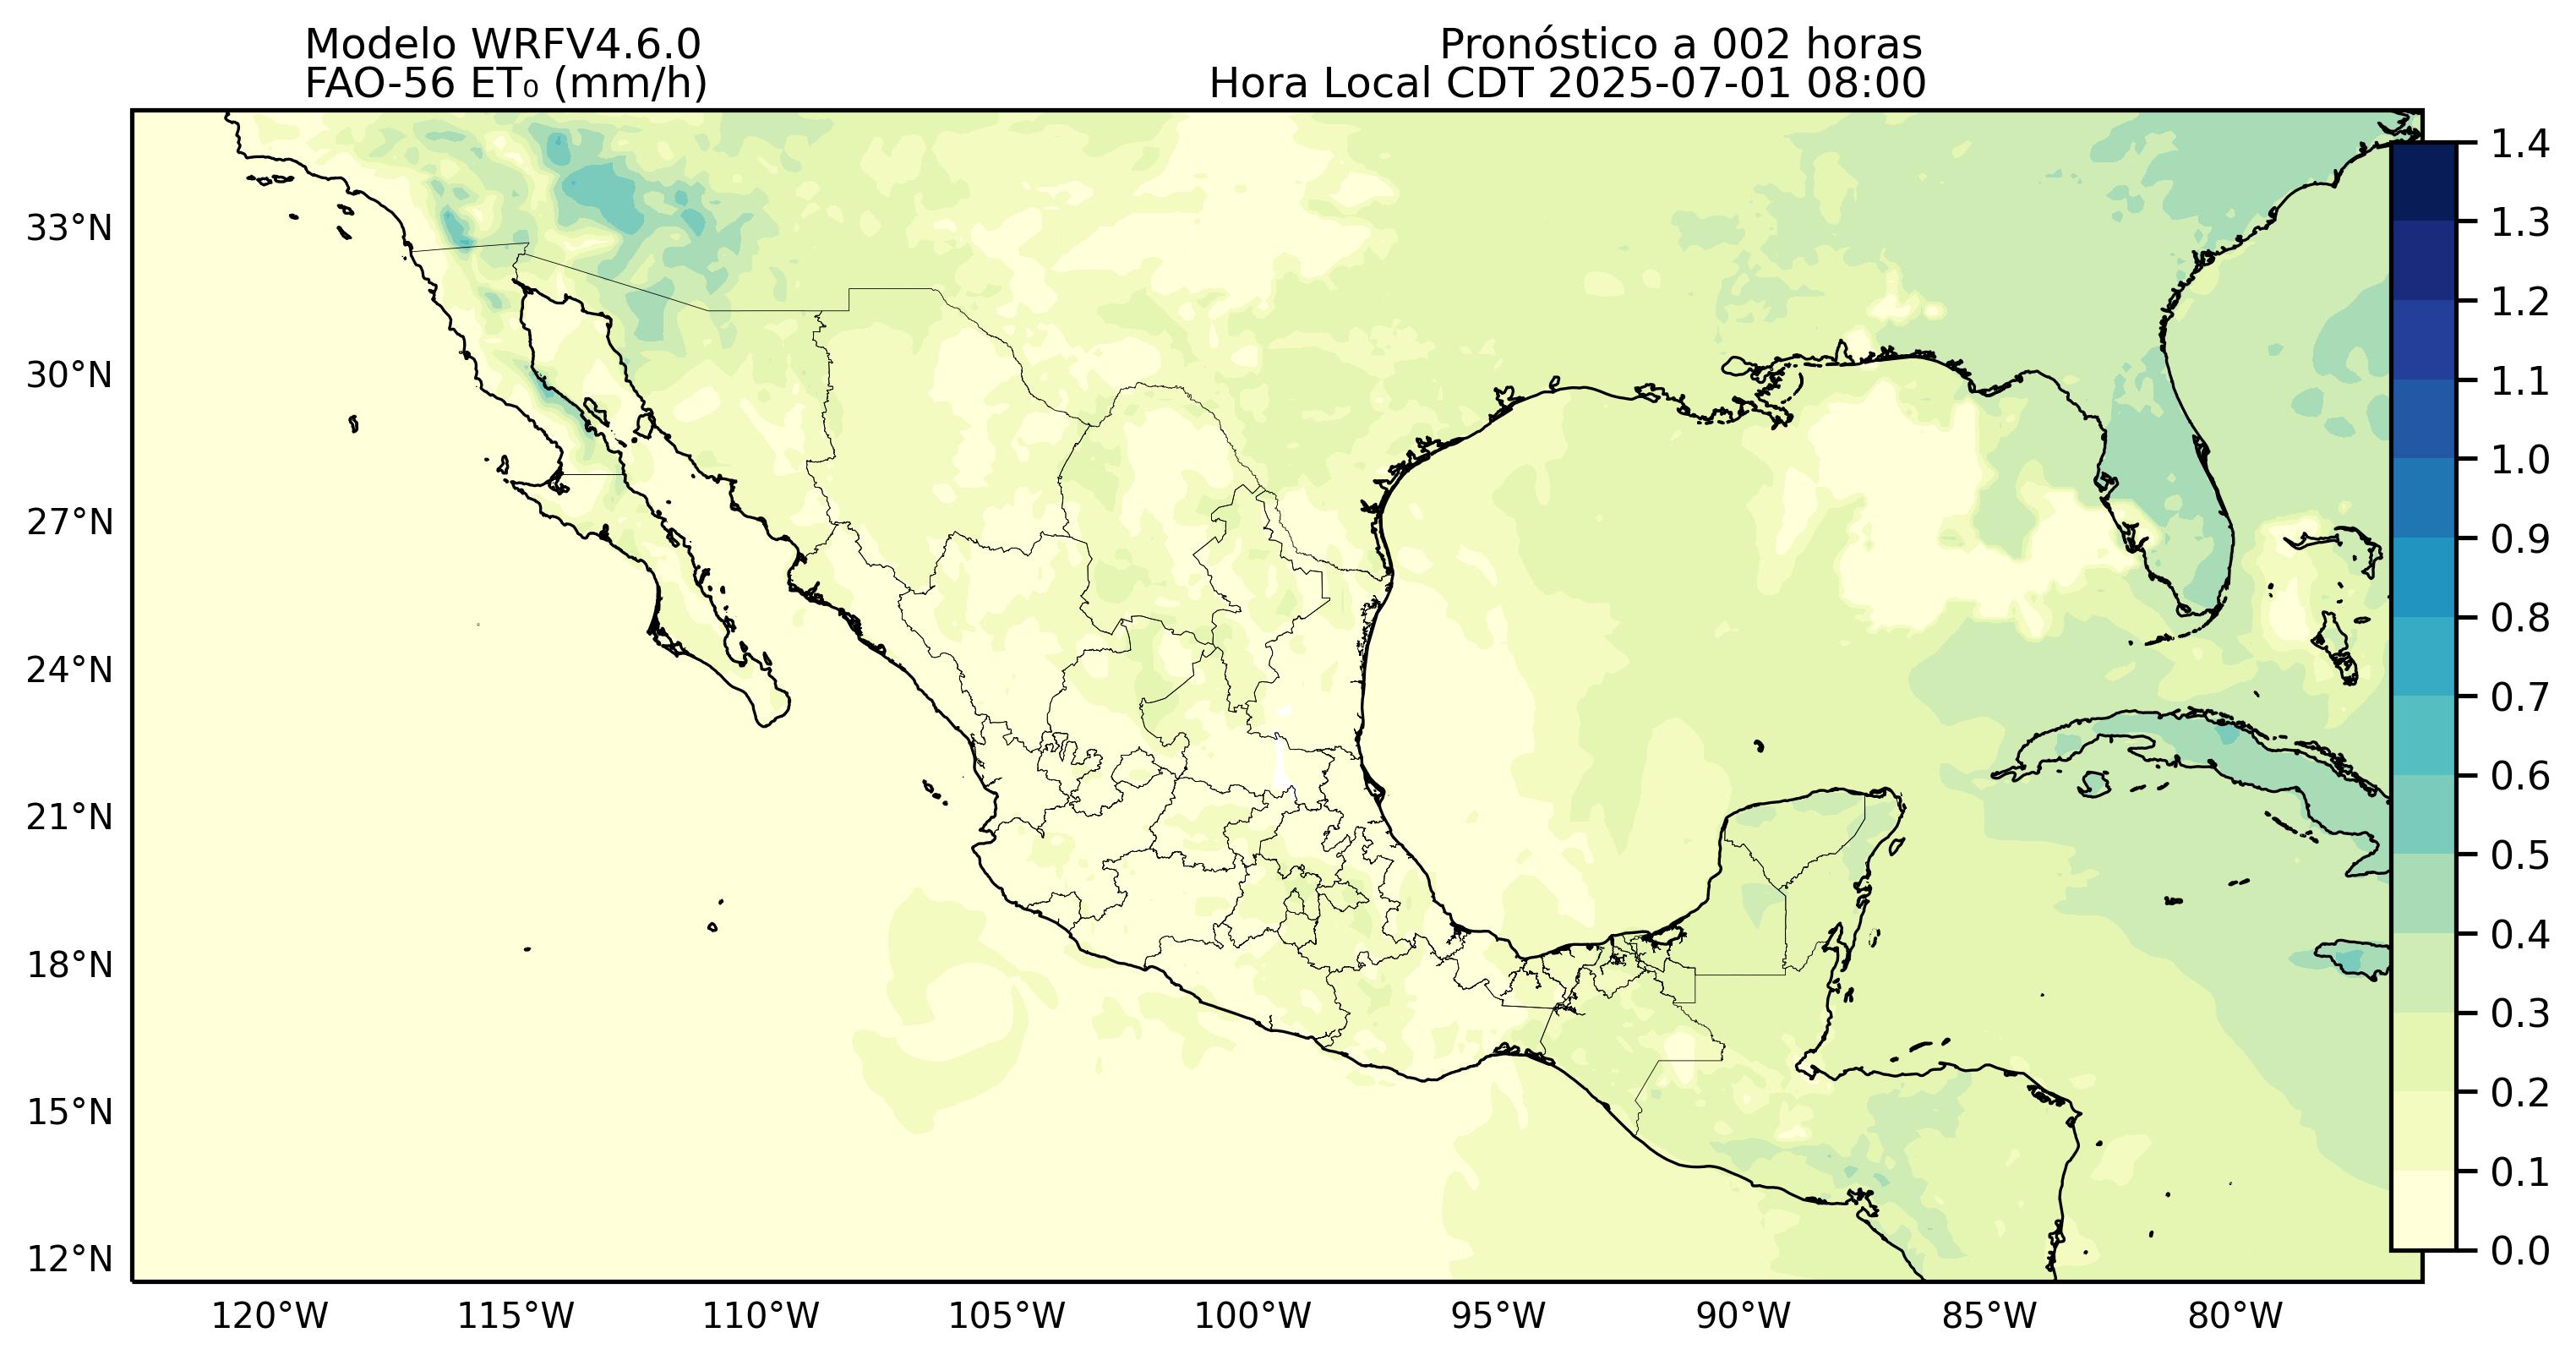 Modelo WRFV4.6.0
FAO-56 ET₀ (mm/h)
Pronóstico a 002 horas
Hora Local CDT 2025-07-01 08:00
33°N
30°N
27°N
24°N
21°N
18°N
15°N
12°N
120°W
115°W
110°W
105°W
100°W
95°W
90°W
85°W
80°W
1.4
1.3
1.2
1.1
1.0
0.9
0.8
0.7
0.6
0.5
0.4
0.3
0.2
0.1
0.0